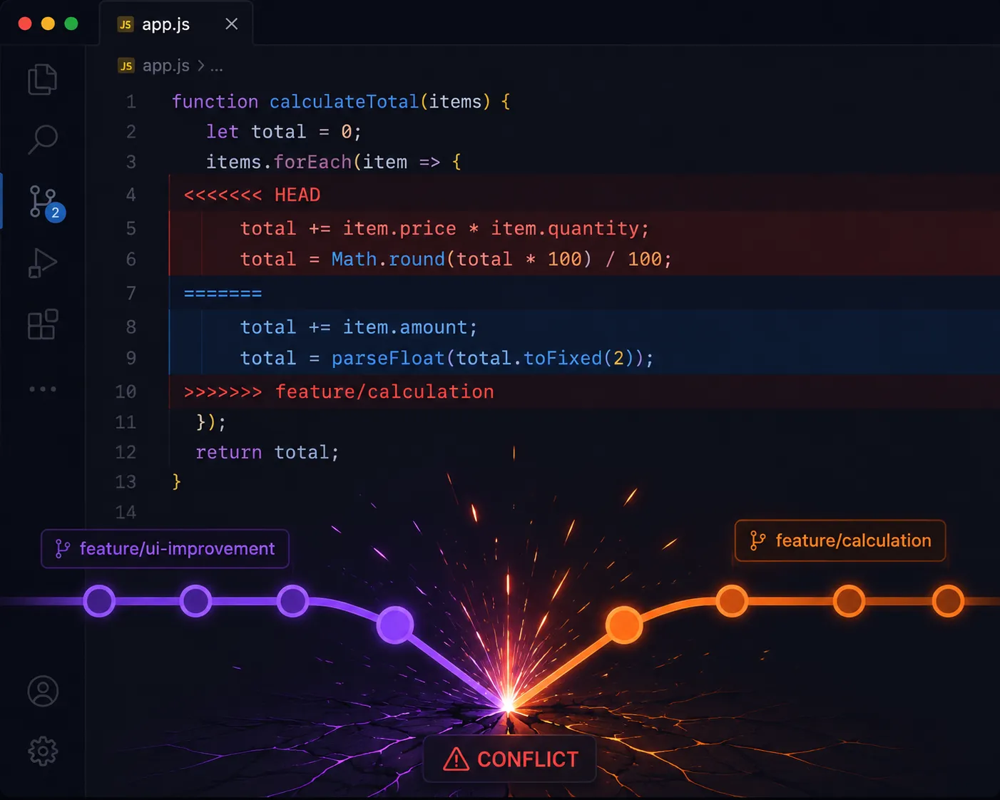 JS app.js
JS app.js > ...
1 function calculateTotal(items) {
2 let total = 0;
3 items.forEach(item => {
4 <<<<<<< HEAD
5 total += item.price * item.quantity;
6 total = Math.round(total * 100) / 100;
7 =======
8 total += item.amount;
9 total = parseFloat(total.toFixed(2));
10 >>>>>>> feature/calculation
11 });
12 return total;
13 }
14
2
feature/ui-improvement
feature/calculation
CONFLICT